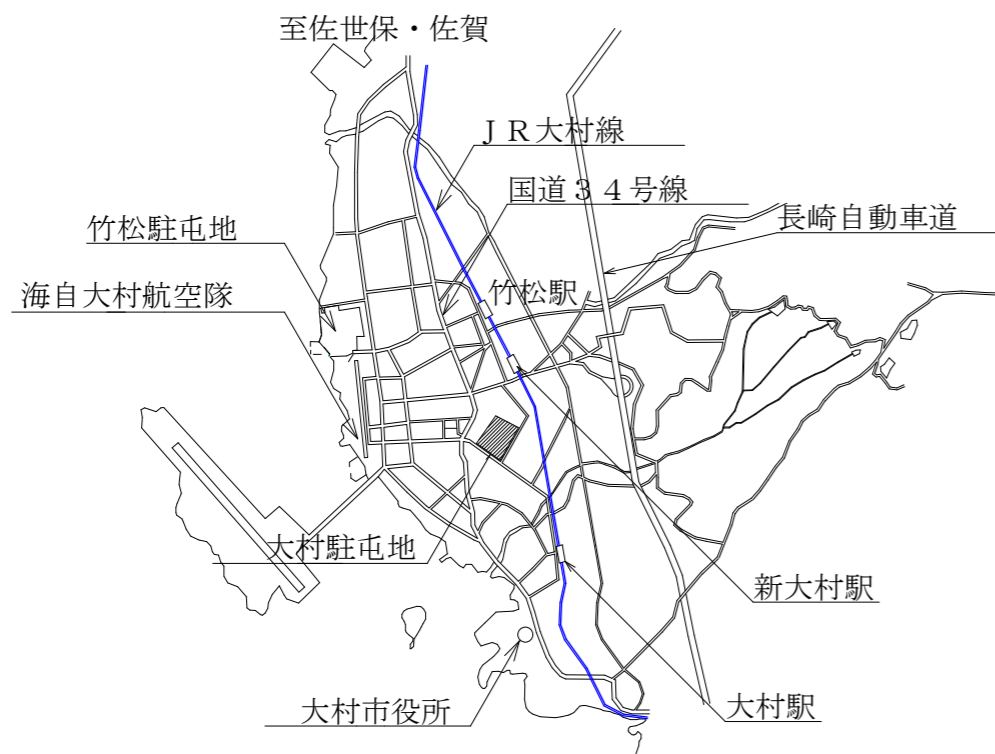 至佐世保・佐賀
ＪＲ大村線
国道３４号線
長崎自動車道
竹松駐屯地
海自大村航空隊
竹松駅
大村駐屯地
新大村駅
大村市役所
大村駅